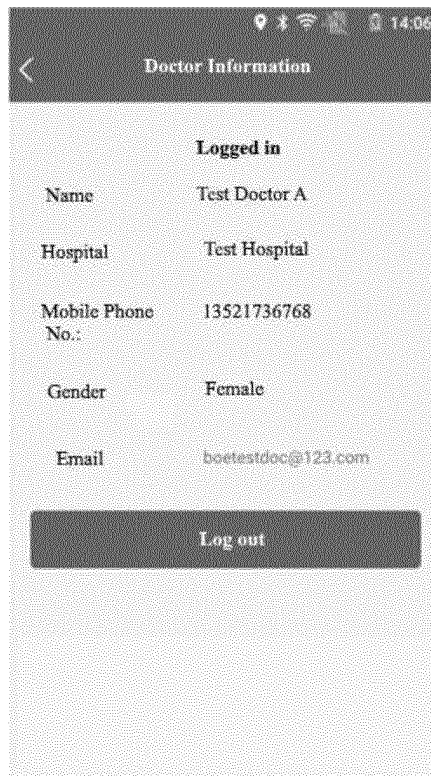 14:06
Doctor Information
Logged in
Name Test Doctor A
Hospital Test Hospital
Mobile Phone 13521736768
No.:
Gender Female
Email boetestdoc@123.com
Log out